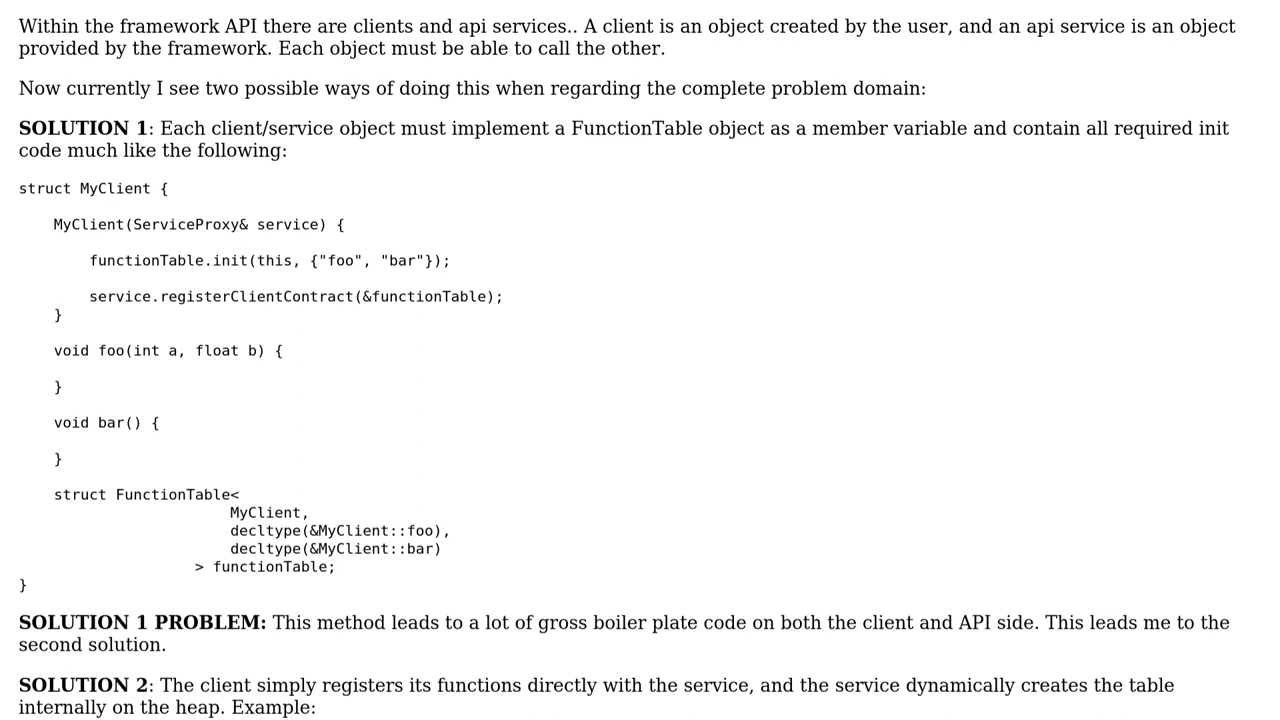 Within the framework API there are clients and api services.. A client is an object created by the user, and an api service is an object
provided by the framework. Each object must be able to call the other.
Now currently I see two possible ways of doing this when regarding the complete problem domain:
SOLUTION 1: Each client/service object must implement a FunctionTable object as a member variable and contain all required init
code much like the following:
struct MyClient {
    MyClient(ServiceProxy& service) {
        functionTable.init(this, {"foo", "bar"});
        service.registerClientContract(&functionTable);
    }
    void foo(int a, float b) {
    }
    void bar() {
    }
    struct FunctionTable<
                        MyClient,
                        decltype(&MyClient::foo),
                        decltype(&MyClient::bar)
                    > functionTable;
}
SOLUTION 1 PROBLEM: This method leads to a lot of gross boiler plate code on both the client and API side. This leads me to the
second solution.
SOLUTION 2: The client simply registers its functions directly with the service, and the service dynamically creates the table
internally on the heap. Example: